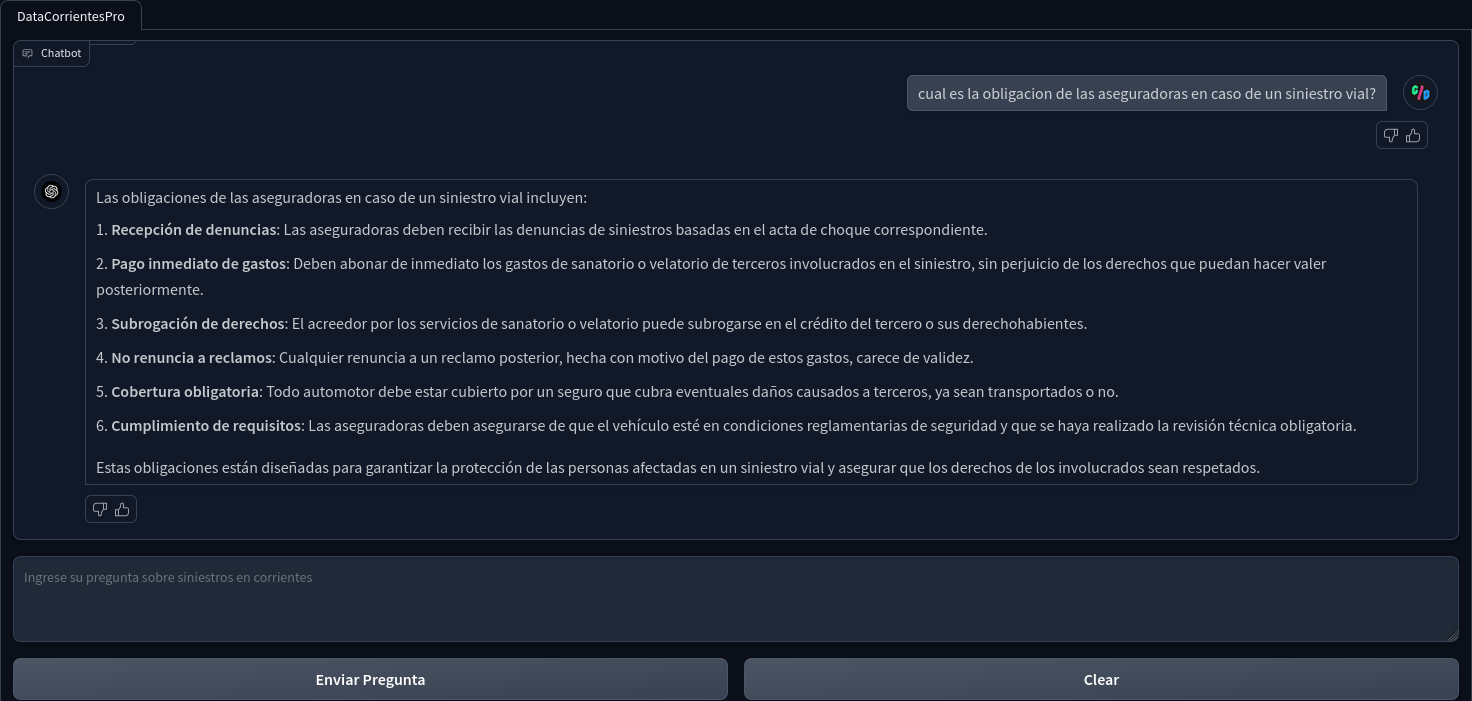 DataCorrientesPro
Chatbot
cual es la obligacion de las aseguradoras en caso de un siniestro vial?
Las obligaciones de las aseguradoras en caso de un siniestro vial incluyen:
1. Recepción de denuncias: Las aseguradoras deben recibir las denuncias de siniestros basadas en el acta de choque correspondiente.
2. Pago inmediato de gastos: Deben abonar de inmediato los gastos de sanatorio o velatorio de terceros involucrados en el siniestro, sin perjuicio de los derechos que puedan hacer valer
posteriormente.
3. Subrogación de derechos: El acreedor por los servicios de sanatorio o velatorio puede subrogarse en el crédito del tercero o sus derechohabientes.
4. No renuncia a reclamos: Cualquier renuncia a un reclamo posterior, hecha con motivo del pago de estos gastos, carece de validez.
5. Cobertura obligatoria: Todo automotor debe estar cubierto por un seguro que cubra eventuales daños causados a terceros, ya sean transportados o no.
6. Cumplimiento de requisitos: Las aseguradoras deben asegurarse de que el vehículo esté en condiciones reglamentarias de seguridad y que se haya realizado la revisión técnica obligatoria.
Estas obligaciones están diseñadas para garantizar la protección de las personas afectadas en un siniestro vial y asegurar que los derechos de los involucrados sean respetados.
Ingrese su pregunta sobre siniestros en corrientes
Enviar Pregunta
Clear